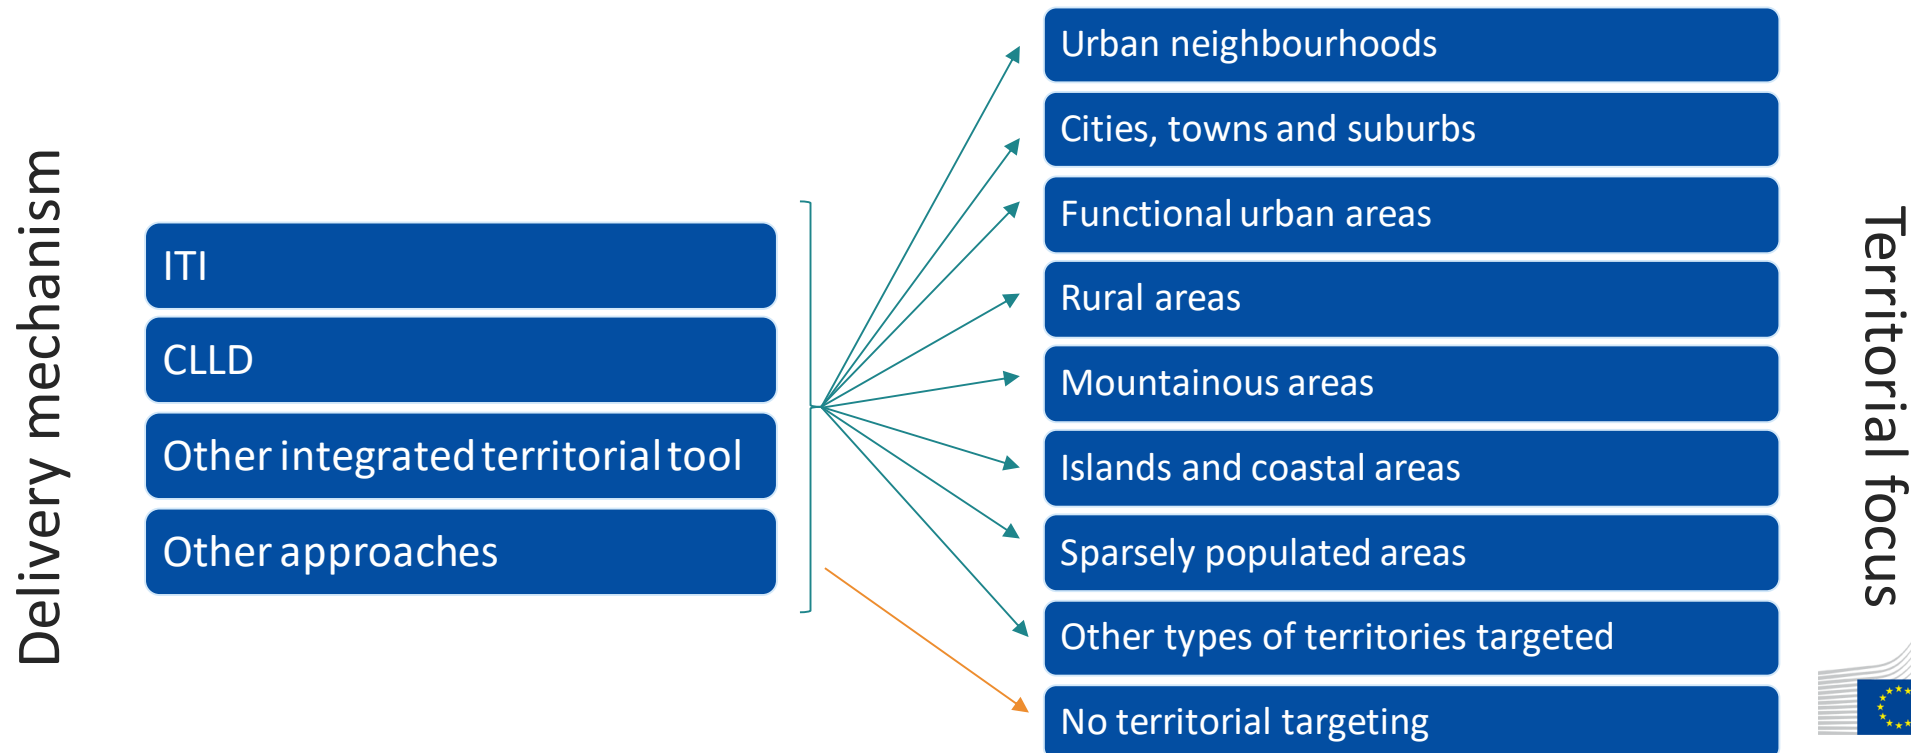 Delivery mechanism
ITI
CLLD
Other integrated territorial tool
Other approaches
Urban neighbourhoods
Cities, towns and suburbs
Functional urban areas
Rural areas
Mountainous areas
Islands and coastal areas
Sparsely populated areas
Other types of territories targeted
No territorial targeting
Territorial focus